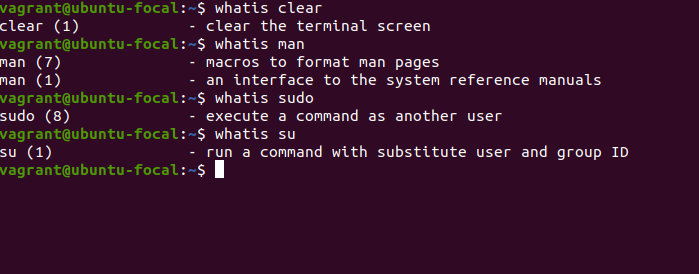 vagrant@ubuntu-focal:~$ whatis clear
clear (1)            - clear the terminal screen
vagrant@ubuntu-focal:~$ whatis man
man (7)              - macros to format man pages
man (1)              - an interface to the system reference manuals
vagrant@ubuntu-focal:~$ whatis sudo
sudo (8)             - execute a command as another user
vagrant@ubuntu-focal:~$ whatis su
su (1)               - run a command with substitute user and group ID
vagrant@ubuntu-focal:~$